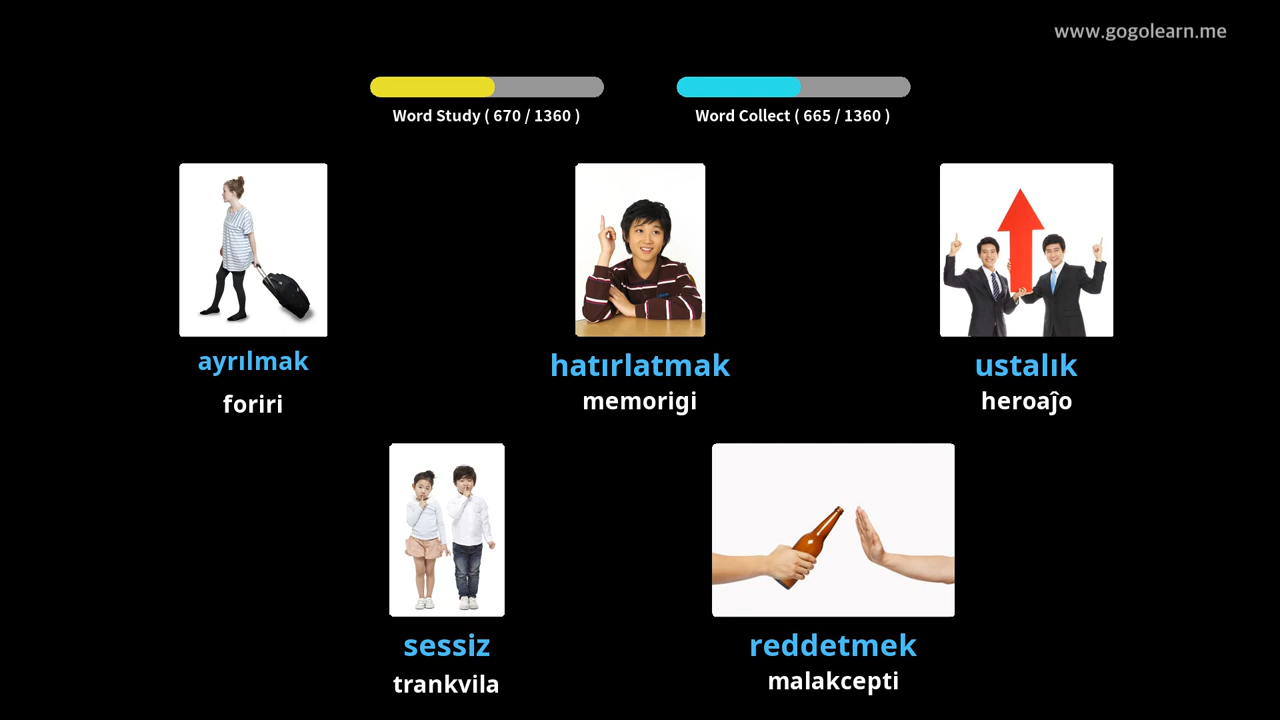 www.gogolearn.me
Word Study ( 670 / 1360 )
Word Collect ( 665 / 1360 )
ayrılmak
foriri
hatırlatmak
memorigi
ustalık
heroaĵo
sessiz
trankvila
reddetmek
malakcepti